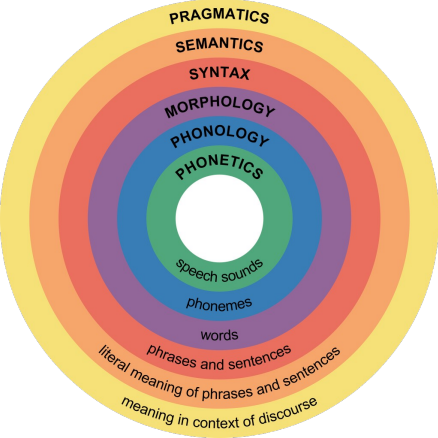 PRAGMATICS
SEMANTICS
SYNTAX
MORPHOLOGY
PHONOLOGY
PHONETICS
speech sounds
phonemes
words
phrases and sentences
literal meaning of phrases and sentences
meaning in context of discourse